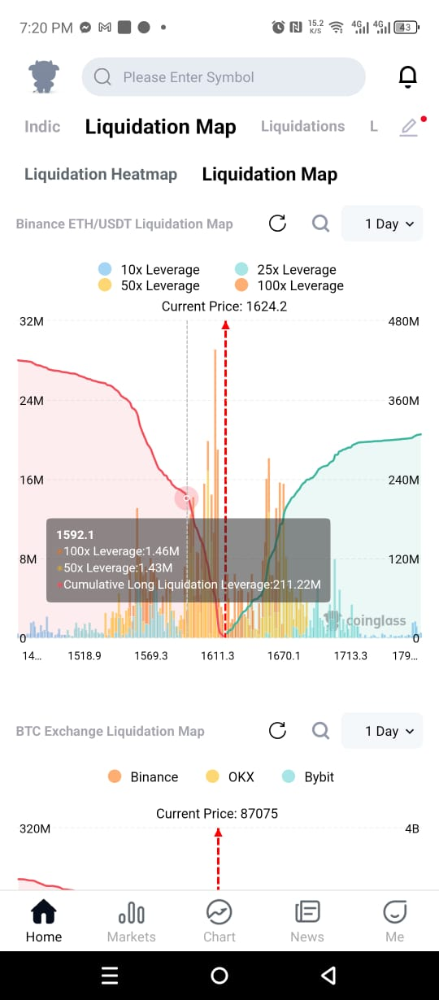 7:20 PM
15.2 K/S
4G 4G 43
Please Enter Symbol
Indic Liquidation Map Liquidations L
Liquidation Heatmap Liquidation Map
Binance ETH/USDT Liquidation Map 1 Day
10x Leverage 25x Leverage
50x Leverage 100x Leverage
Current Price: 1624.2
32M 480M
24M 360M
16M 240M
1592.1
100x Leverage:1.46M
8M 120M
50x Leverage:1.43M
Cumulative Long Liquidation Leverage:211.22M
coinglass
0 0
14... 1518.9 1569.3 1611.3 1670.1 1713.3 179...
BTC Exchange Liquidation Map 1 Day
Binance OKX Bybit
Current Price: 87075
320M 4B
Home Markets Chart News Me